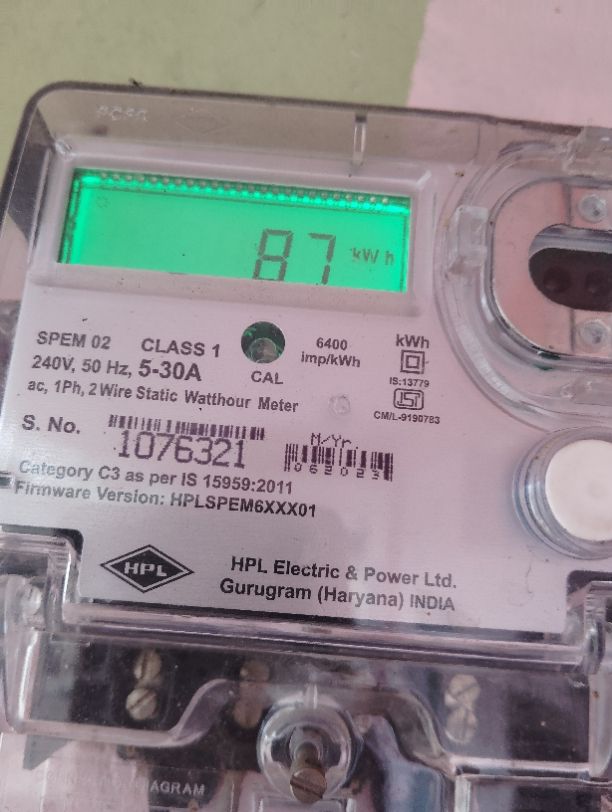 87 kWh
SPEM 02 CLASS 1 6400 imp/kWh kWh
240V, 50 Hz, 5-30A CAL IS:13779
ac, 1Ph, 2 Wire Static Watthour Meter CM/L-9190783
S. No. 1076321 M/Yr. 062023
Category C3 as per IS 15959:2011
Firmware Version: HPLSPEM6XXX01
HPL HPL Electric & Power Ltd.
Gurugram (Haryana) INDIA
DIAGRAM